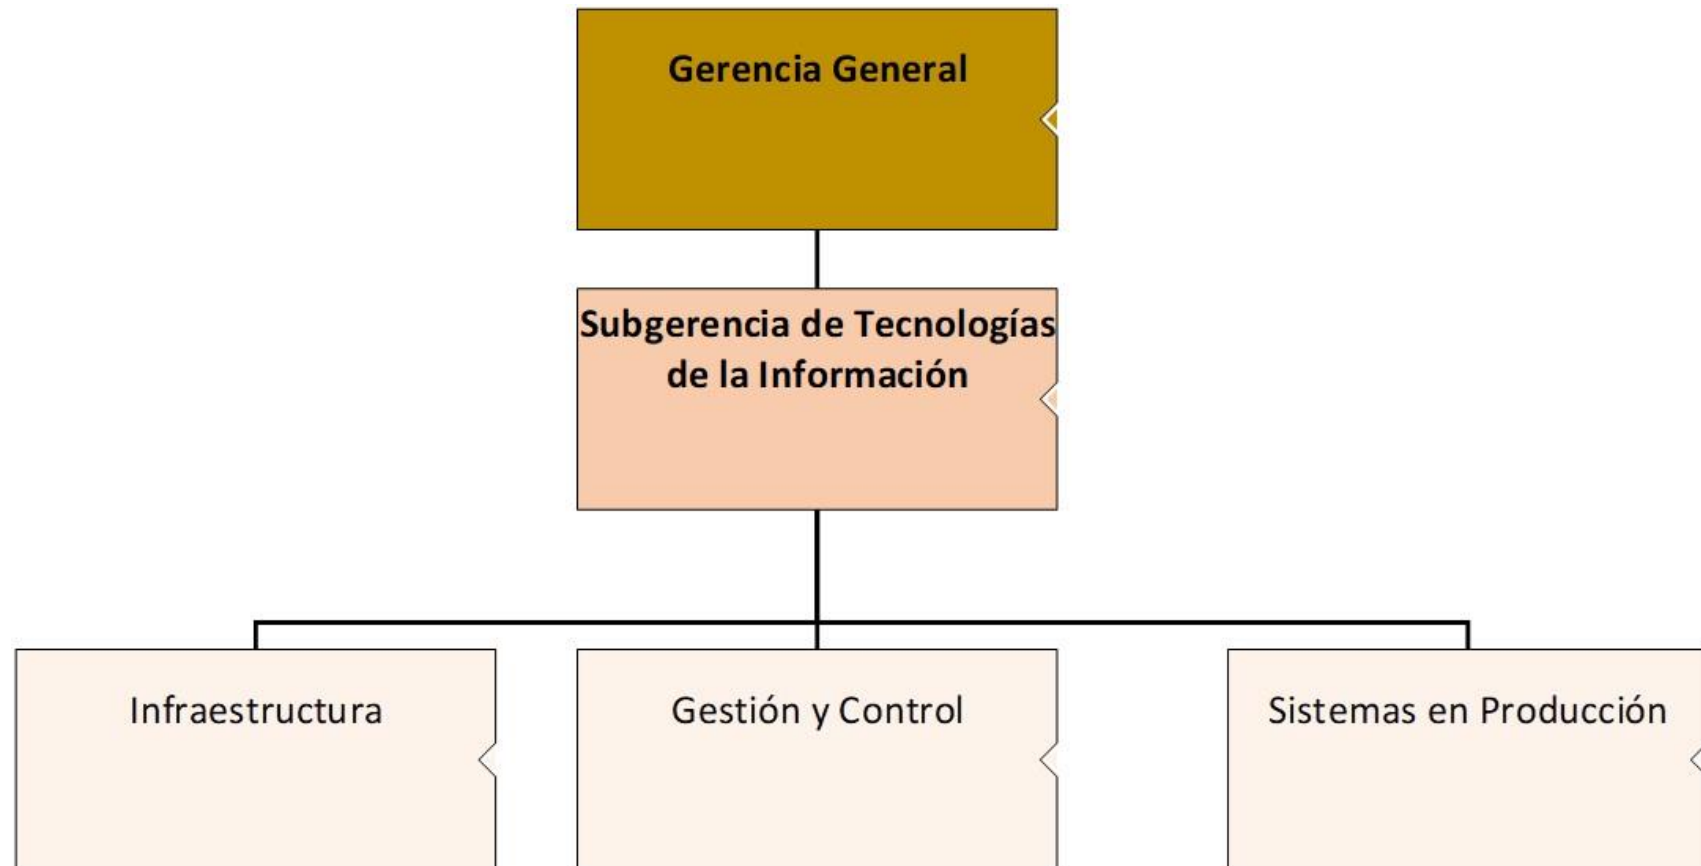 Gerencia General
Subgerencia de Tecnologías
de la Información
Infraestructura
Gestión y Control
Sistemas en Producción